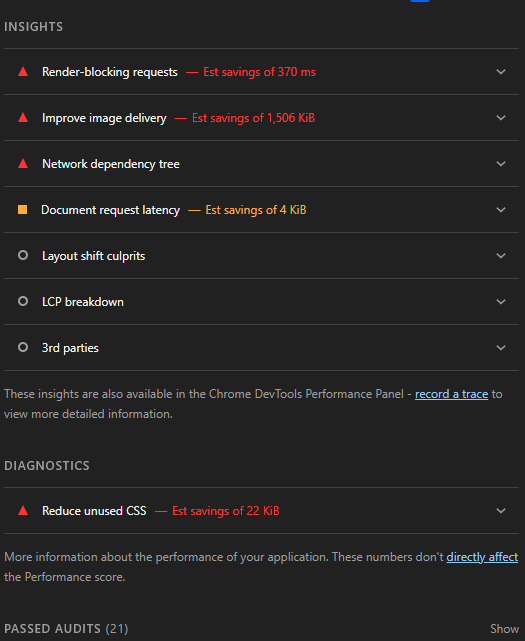 INSIGHTS
Render-blocking requests — Est savings of 370 ms
Improve image delivery — Est savings of 1,506 KiB
Network dependency tree
Document request latency — Est savings of 4 KiB
Layout shift culprits
LCP breakdown
3rd parties
These insights are also available in the Chrome DevTools Performance Panel - record a trace to
view more detailed information.
DIAGNOSTICS
Reduce unused CSS — Est savings of 22 KiB
More information about the performance of your application. These numbers don't directly affect
the Performance score.
PASSED AUDITS (21) Show